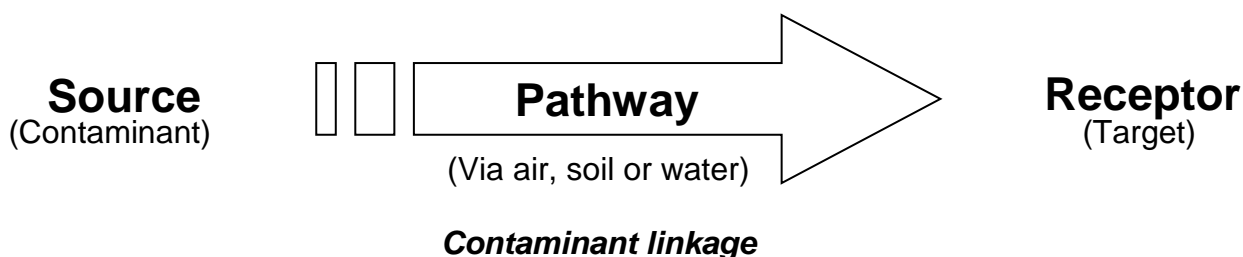 Source
(Contaminant)
Pathway
(Via air, soil or water)
Receptor
(Target)
Contaminant linkage